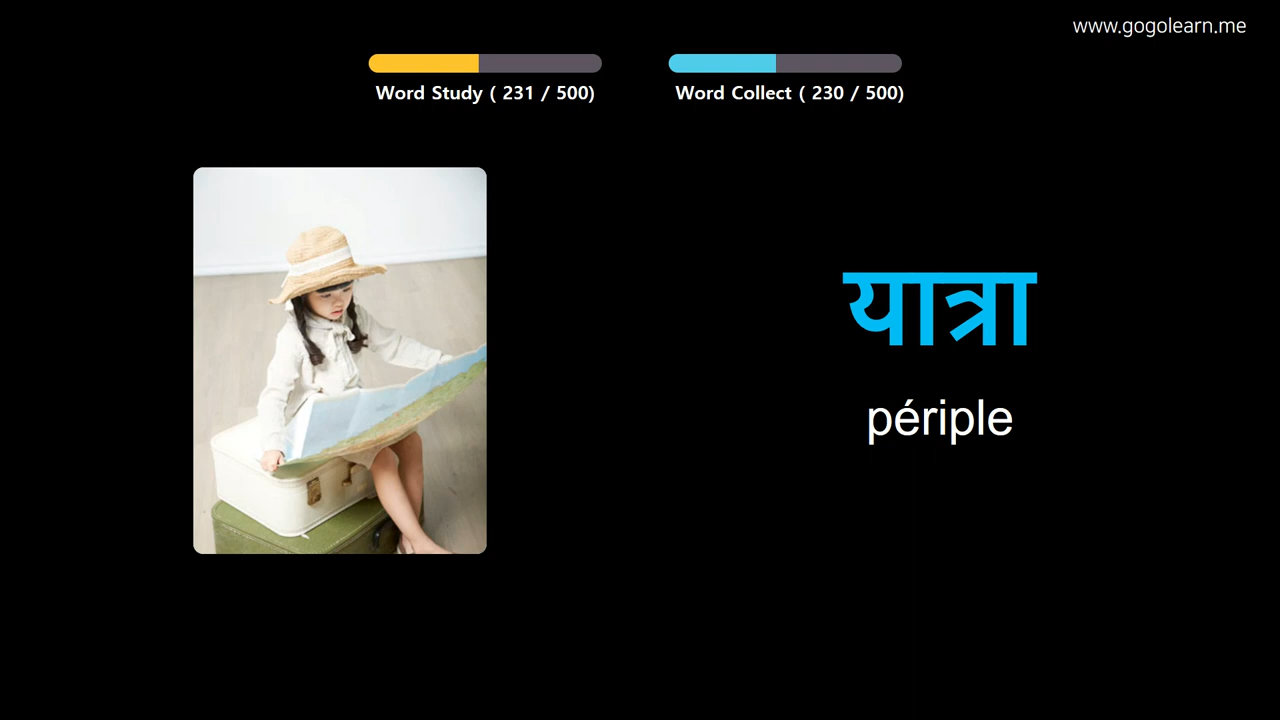 www.gogolearn.me
Word Study ( 231 / 500)
Word Collect ( 230 / 500)
यात्रा
périple